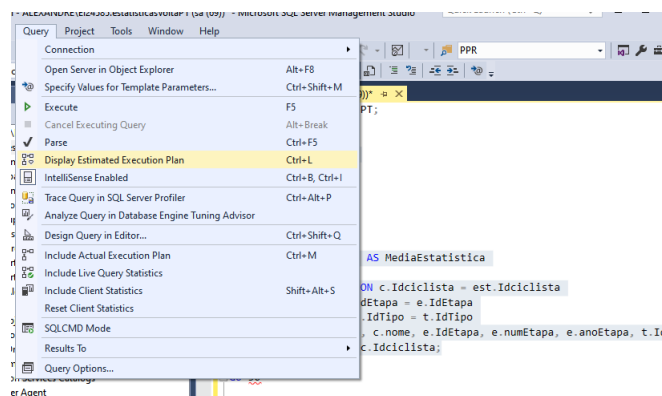 Microsoft SQL Server Management Studio
Query Project Tools Window Help
Connection
PPR
Open Server in Object Explorer Alt+F8
Specify Values for Template Parameters... Ctrl+Shift+M
Execute F5
Cancel Executing Query Alt+Break
Parse Ctrl+F5
Display Estimated Execution Plan Ctrl+L
IntelliSense Enabled Ctrl+B, Ctrl+I
Trace Query in SQL Server Profiler Ctrl+Alt+P
Analyze Query in Database Engine Tuning Advisor
Design Query in Editor... Ctrl+Shift+Q
Include Actual Execution Plan Ctrl+M
AS MediaEstatistica
Include Live Query Statistics
ON c.Idciclista = est.Idciclista
Include Client Statistics Shift+Alt+S
dEtapa = e.IdEtapa
Reset Client Statistics
.IdTipo = t.IdTipo
SQLCMD Mode
, c.nome, e.IdEtapa, e.numEtapa, e.anoEtapa, t.I
Results To
c.Idciclista;
Query Options...
er Agent